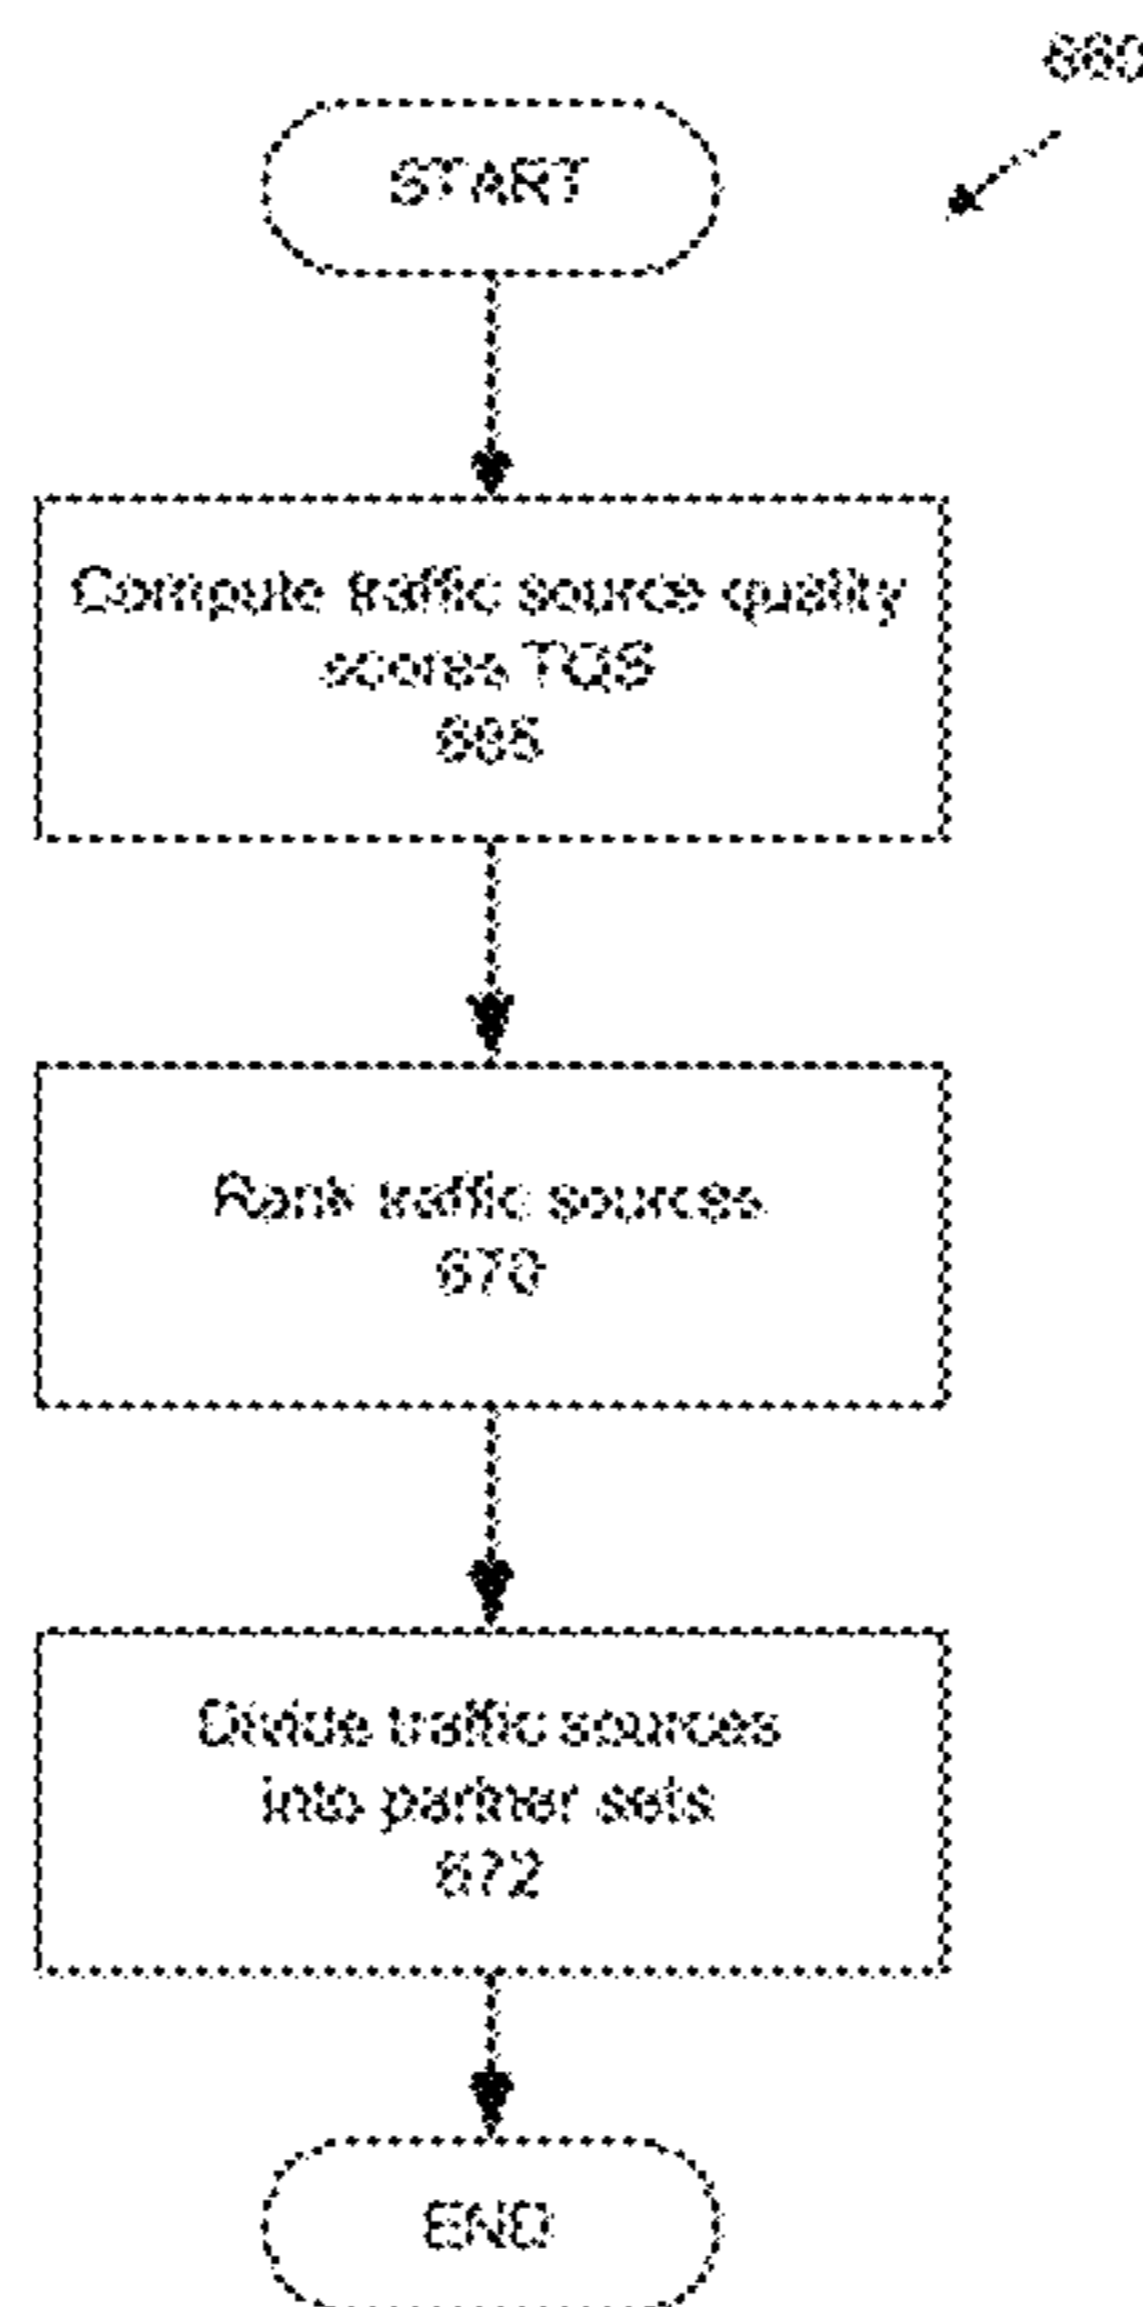 660
START
Compute traffic source quality
scores TQS
665
Rank traffic sources
670
Divide traffic sources
into partner sets
672
END